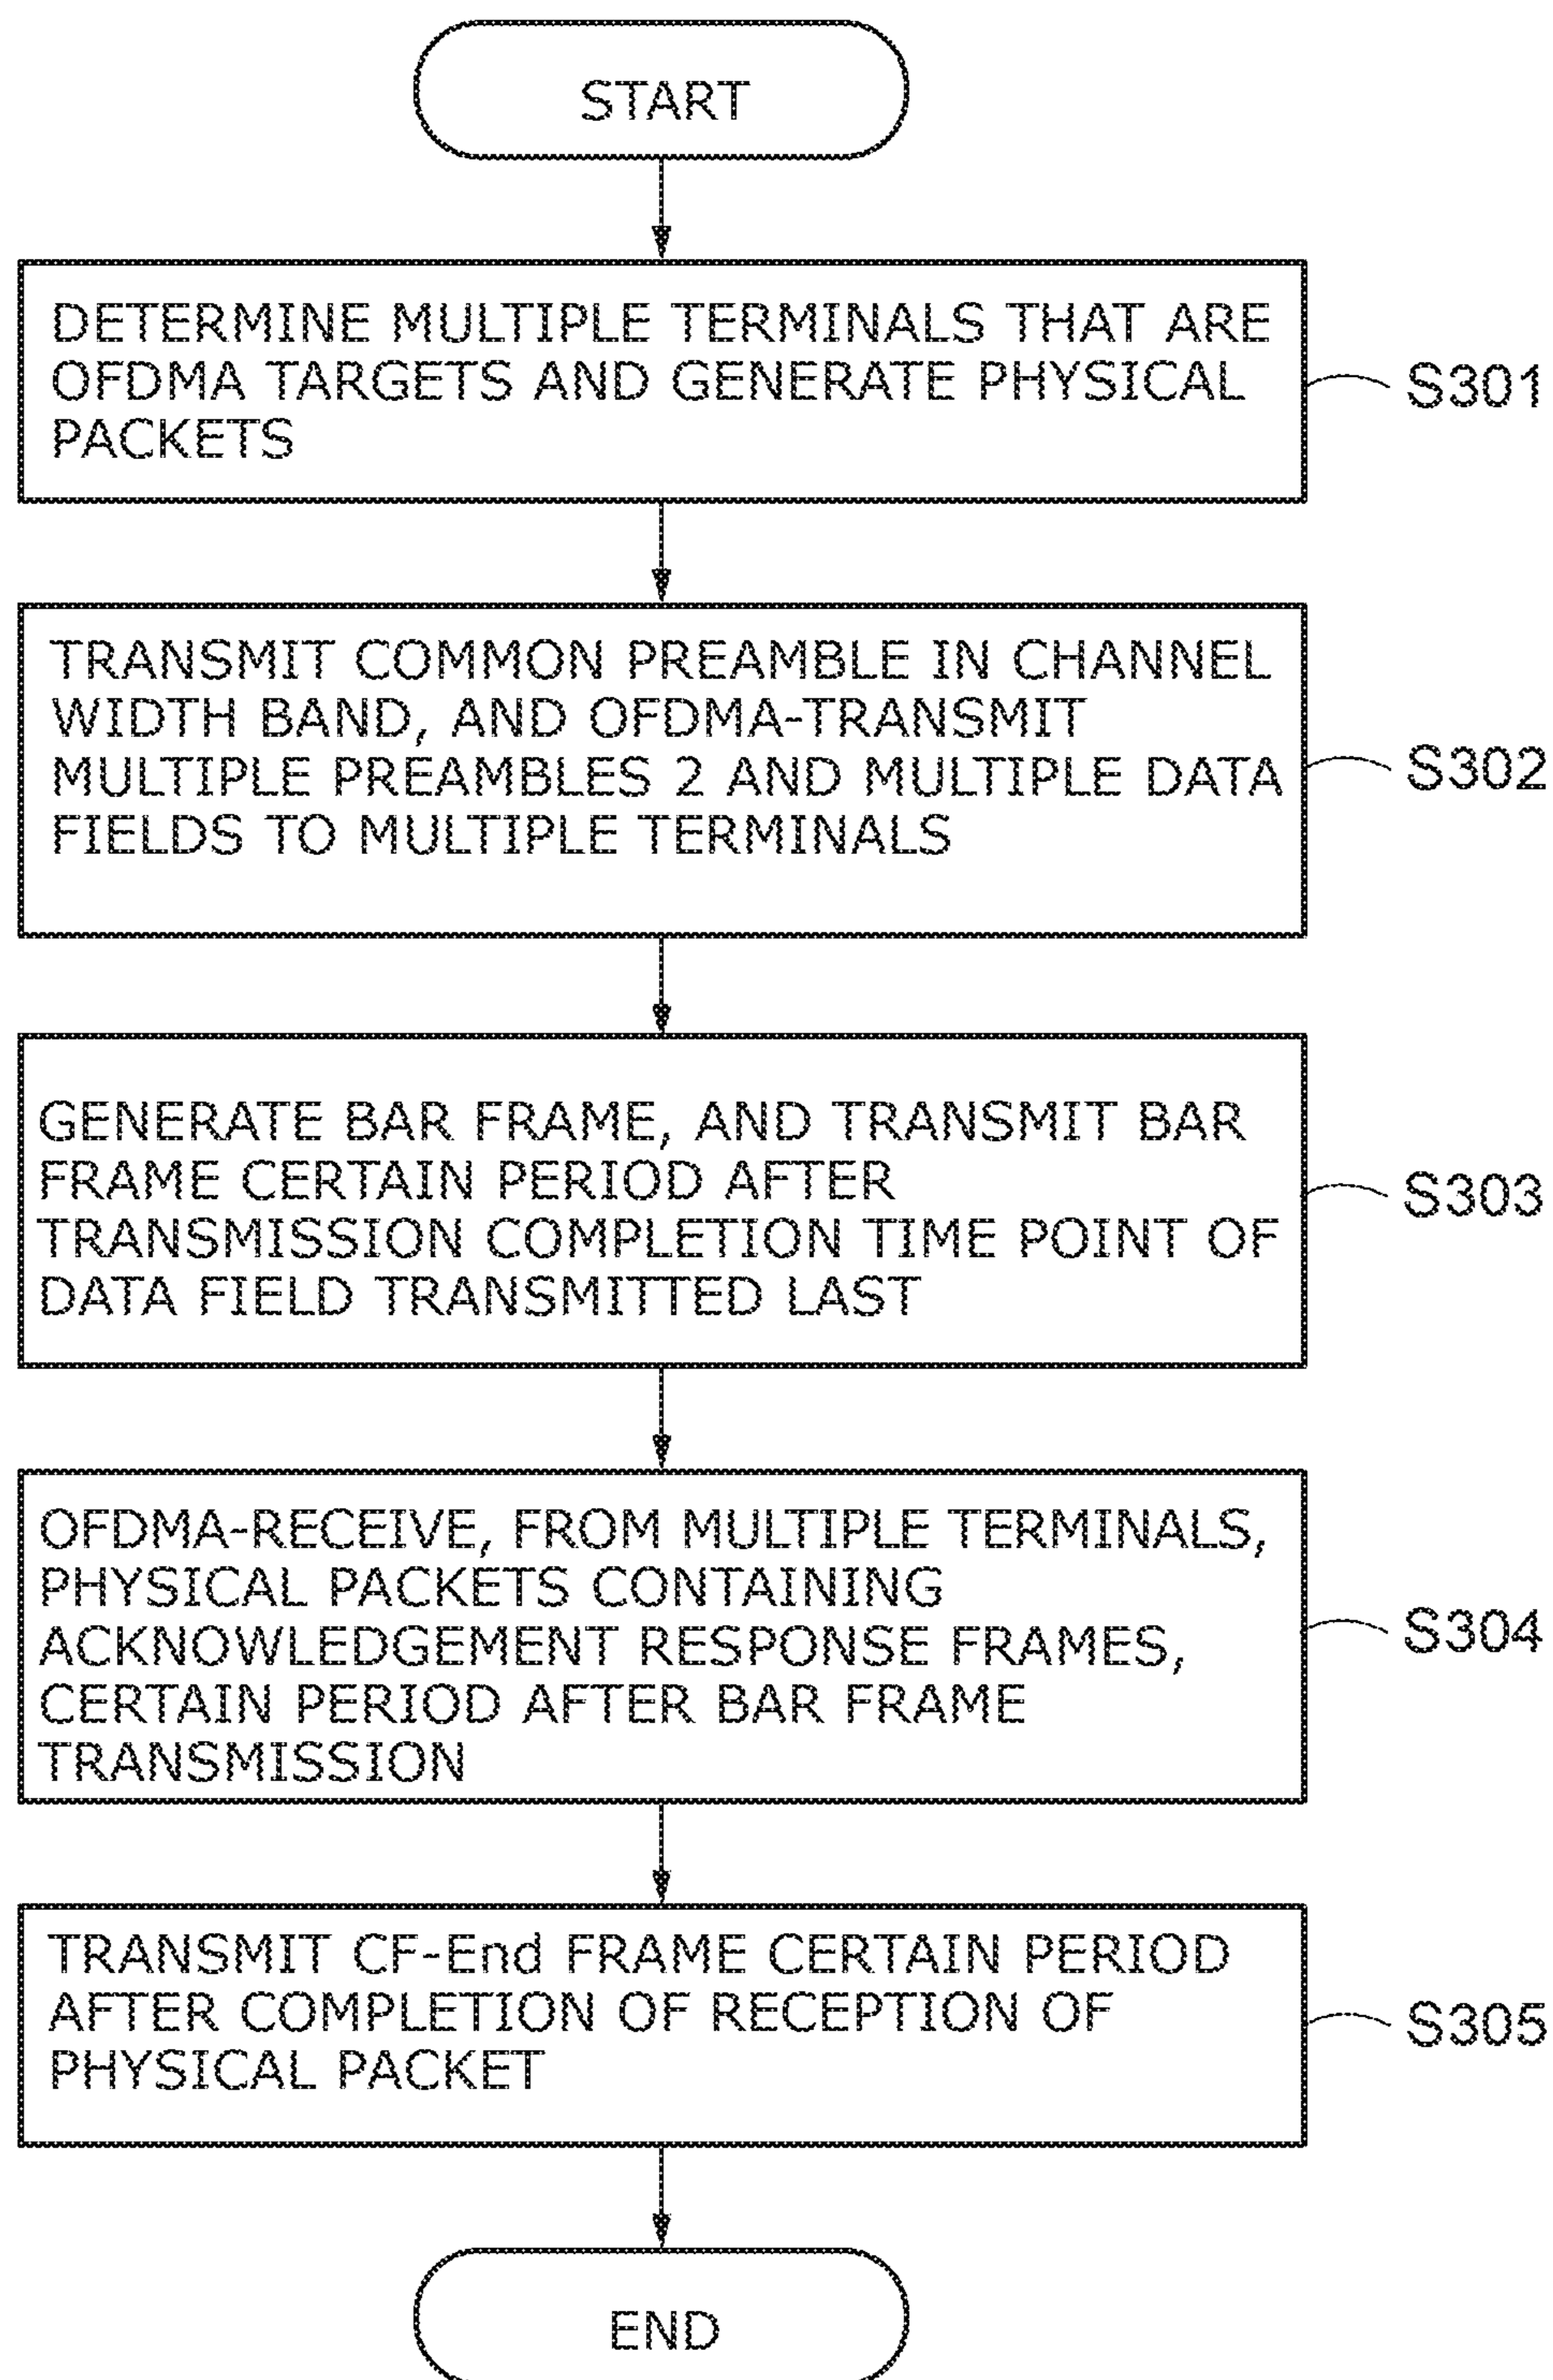 START
DETERMINE MULTIPLE TERMINALS THAT ARE
OFDMA TARGETS AND GENERATE PHYSICAL
PACKETS
S301
TRANSMIT COMMON PREAMBLE IN CHANNEL
WIDTH BAND, AND OFDMA-TRANSMIT
MULTIPLE PREAMBLES 2 AND MULTIPLE DATA
FIELDS TO MULTIPLE TERMINALS
S302
GENERATE BAR FRAME, AND TRANSMIT BAR
FRAME CERTAIN PERIOD AFTER
TRANSMISSION COMPLETION TIME POINT OF
DATA FIELD TRANSMITTED LAST
S303
OFDMA-RECEIVE, FROM MULTIPLE TERMINALS,
PHYSICAL PACKETS CONTAINING
ACKNOWLEDGEMENT RESPONSE FRAMES,
CERTAIN PERIOD AFTER BAR FRAME
TRANSMISSION
S304
TRANSMIT CF-End FRAME CERTAIN PERIOD
AFTER COMPLETION OF RECEPTION OF
PHYSICAL PACKET
S305
END